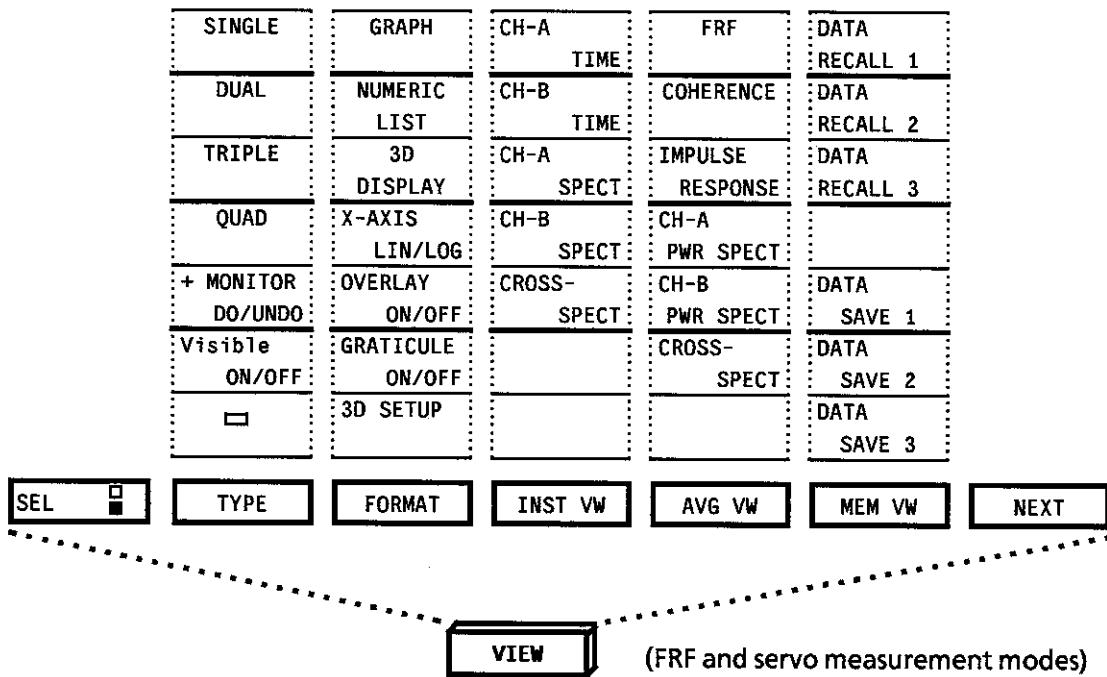 SINGLE GRAPH CH-A FRF DATA
TIME RECALL 1
DUAL NUMERIC CH-B COHERENCE DATA
LIST TIME RECALL 2
TRIPLE 3D CH-A IMPULSE DATA
DISPLAY SPECT RESPONSE RECALL 3
QUAD X-AXIS CH-B CH-A
LIN/LOG SPECT PWR SPECT
+ MONITOR OVERLAY CROSS- CH-B DATA
DO/UNDO ON/OFF SPECT PWR SPECT SAVE 1
Visible GRATICULE CROSS- DATA
ON/OFF ON/OFF SPECT SAVE 2
3D SETUP DATA
SAVE 3
SEL TYPE FORMAT INST VW AVG VW MEM VW NEXT
VIEW (FRF and servo measurement modes)